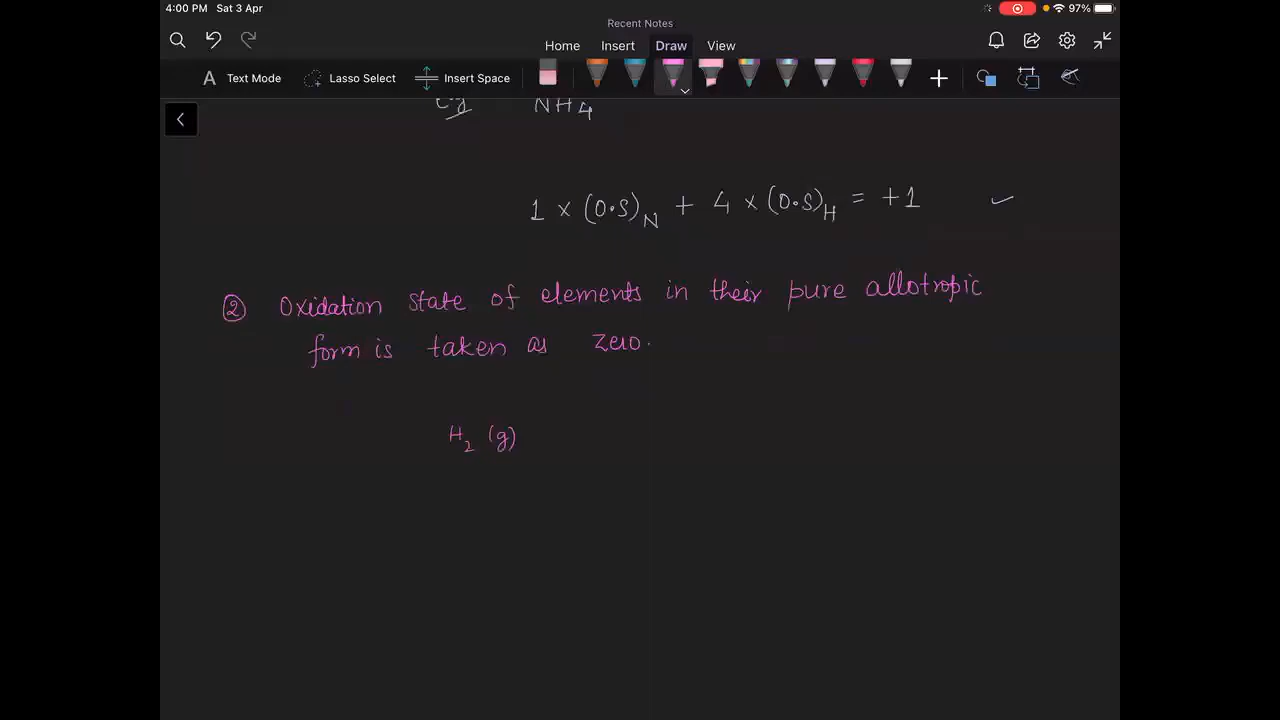 4:00 PM Sat 3 Apr
97%
Recent Notes
Home Insert Draw View
Text Mode Lasso Select Insert Space
Eg NH4
1 × (O.S)N + 4 × (O.S)H = +1
② Oxidation state of elements in their pure allotropic
form is taken as zero.
H2 (g)